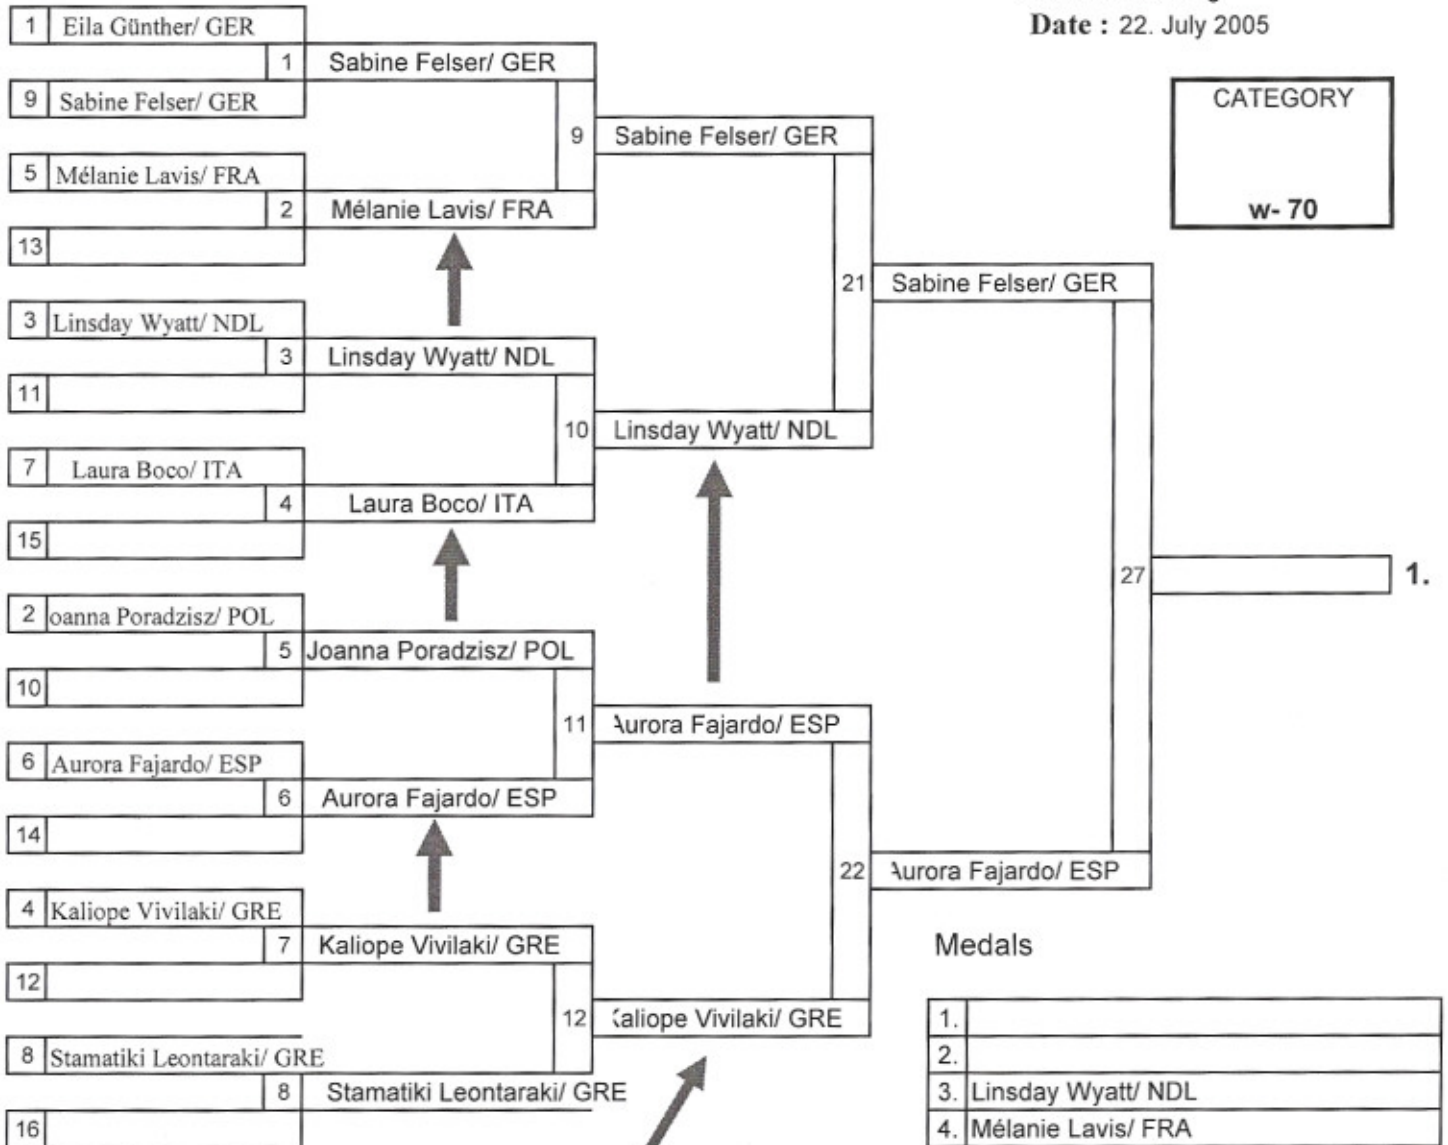 Date : 22. July 2005
CATEGORY
w- 70
1 Eila Günther/ GER
1 Sabine Felser/ GER
9 Sabine Felser/ GER
9 Sabine Felser/ GER
5 Mélanie Lavis/ FRA
2 Mélanie Lavis/ FRA
13
21 Sabine Felser/ GER
3 Linsday Wyatt/ NDL
3 Linsday Wyatt/ NDL
11
10 Linsday Wyatt/ NDL
7 Laura Boco/ ITA
4 Laura Boco/ ITA
15
27 1.
2 oanna Poradzisz/ POL
5 Joanna Poradzisz/ POL
10
11 Aurora Fajardo/ ESP
6 Aurora Fajardo/ ESP
6 Aurora Fajardo/ ESP
14
22 Aurora Fajardo/ ESP
4 Kaliope Vivilaki/ GRE
7 Kaliope Vivilaki/ GRE
12
12 Kaliope Vivilaki/ GRE
8 Stamatiki Leontaraki/ GRE
8 Stamatiki Leontaraki/ GRE
16
Medals
1.
2.
3. Linsday Wyatt/ NDL
4. Mélanie Lavis/ FRA